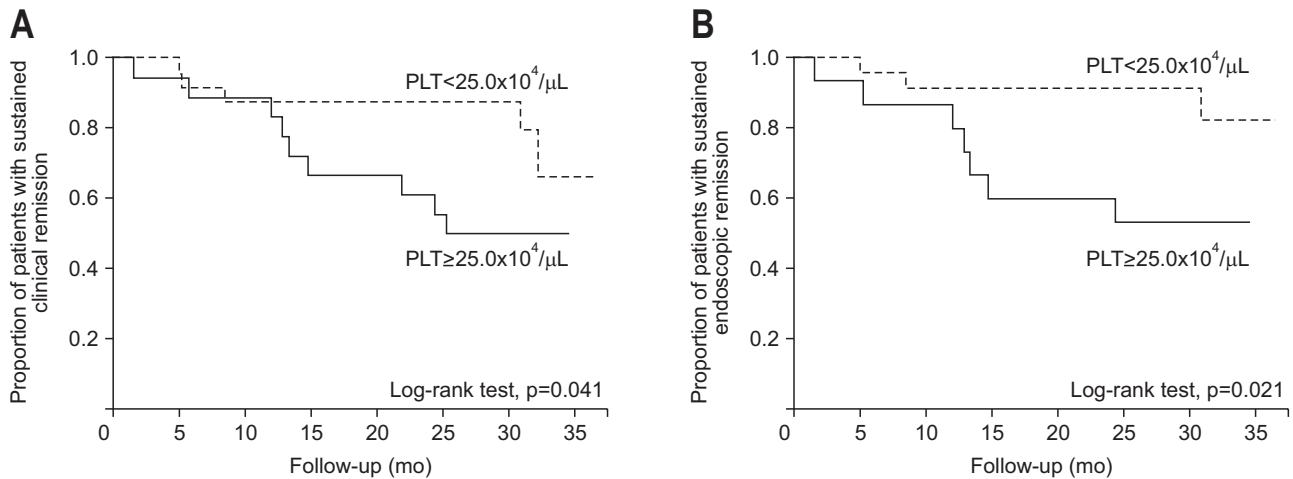 A
Proportion of patients with sustained
clinical remission
1.0
0.8
0.6
0.4
0.2
PLT<25.0x10⁴/μL
PLT≥25.0x10⁴/μL
Log-rank test, p=0.041
0 5 10 15 20 25 30 35
Follow-up (mo)
B
Proportion of patients with sustained
endoscopic remission
1.0
0.8
0.6
0.4
0.2
PLT<25.0x10⁴/μL
PLT≥25.0x10⁴/μL
Log-rank test, p=0.021
0 5 10 15 20 25 30 35
Follow-up (mo)